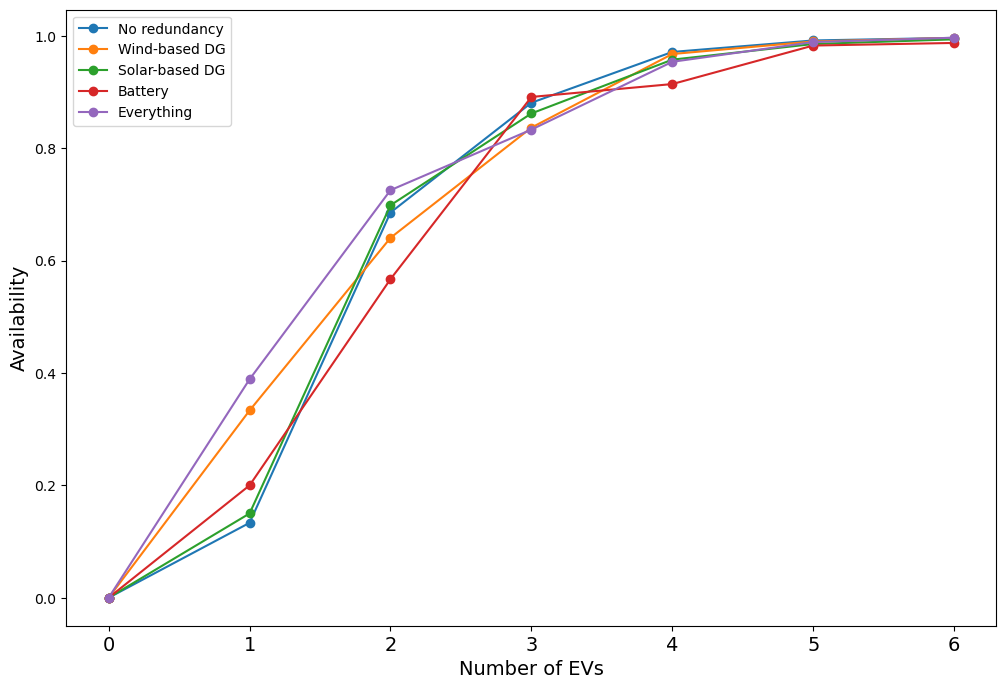 No redundancy
Wind-based DG
Solar-based DG
Battery
Everything
1.0
0.8
0.6
0.4
0.2
0.0
Availability
0 1 2 3 4 5 6
Number of EVs